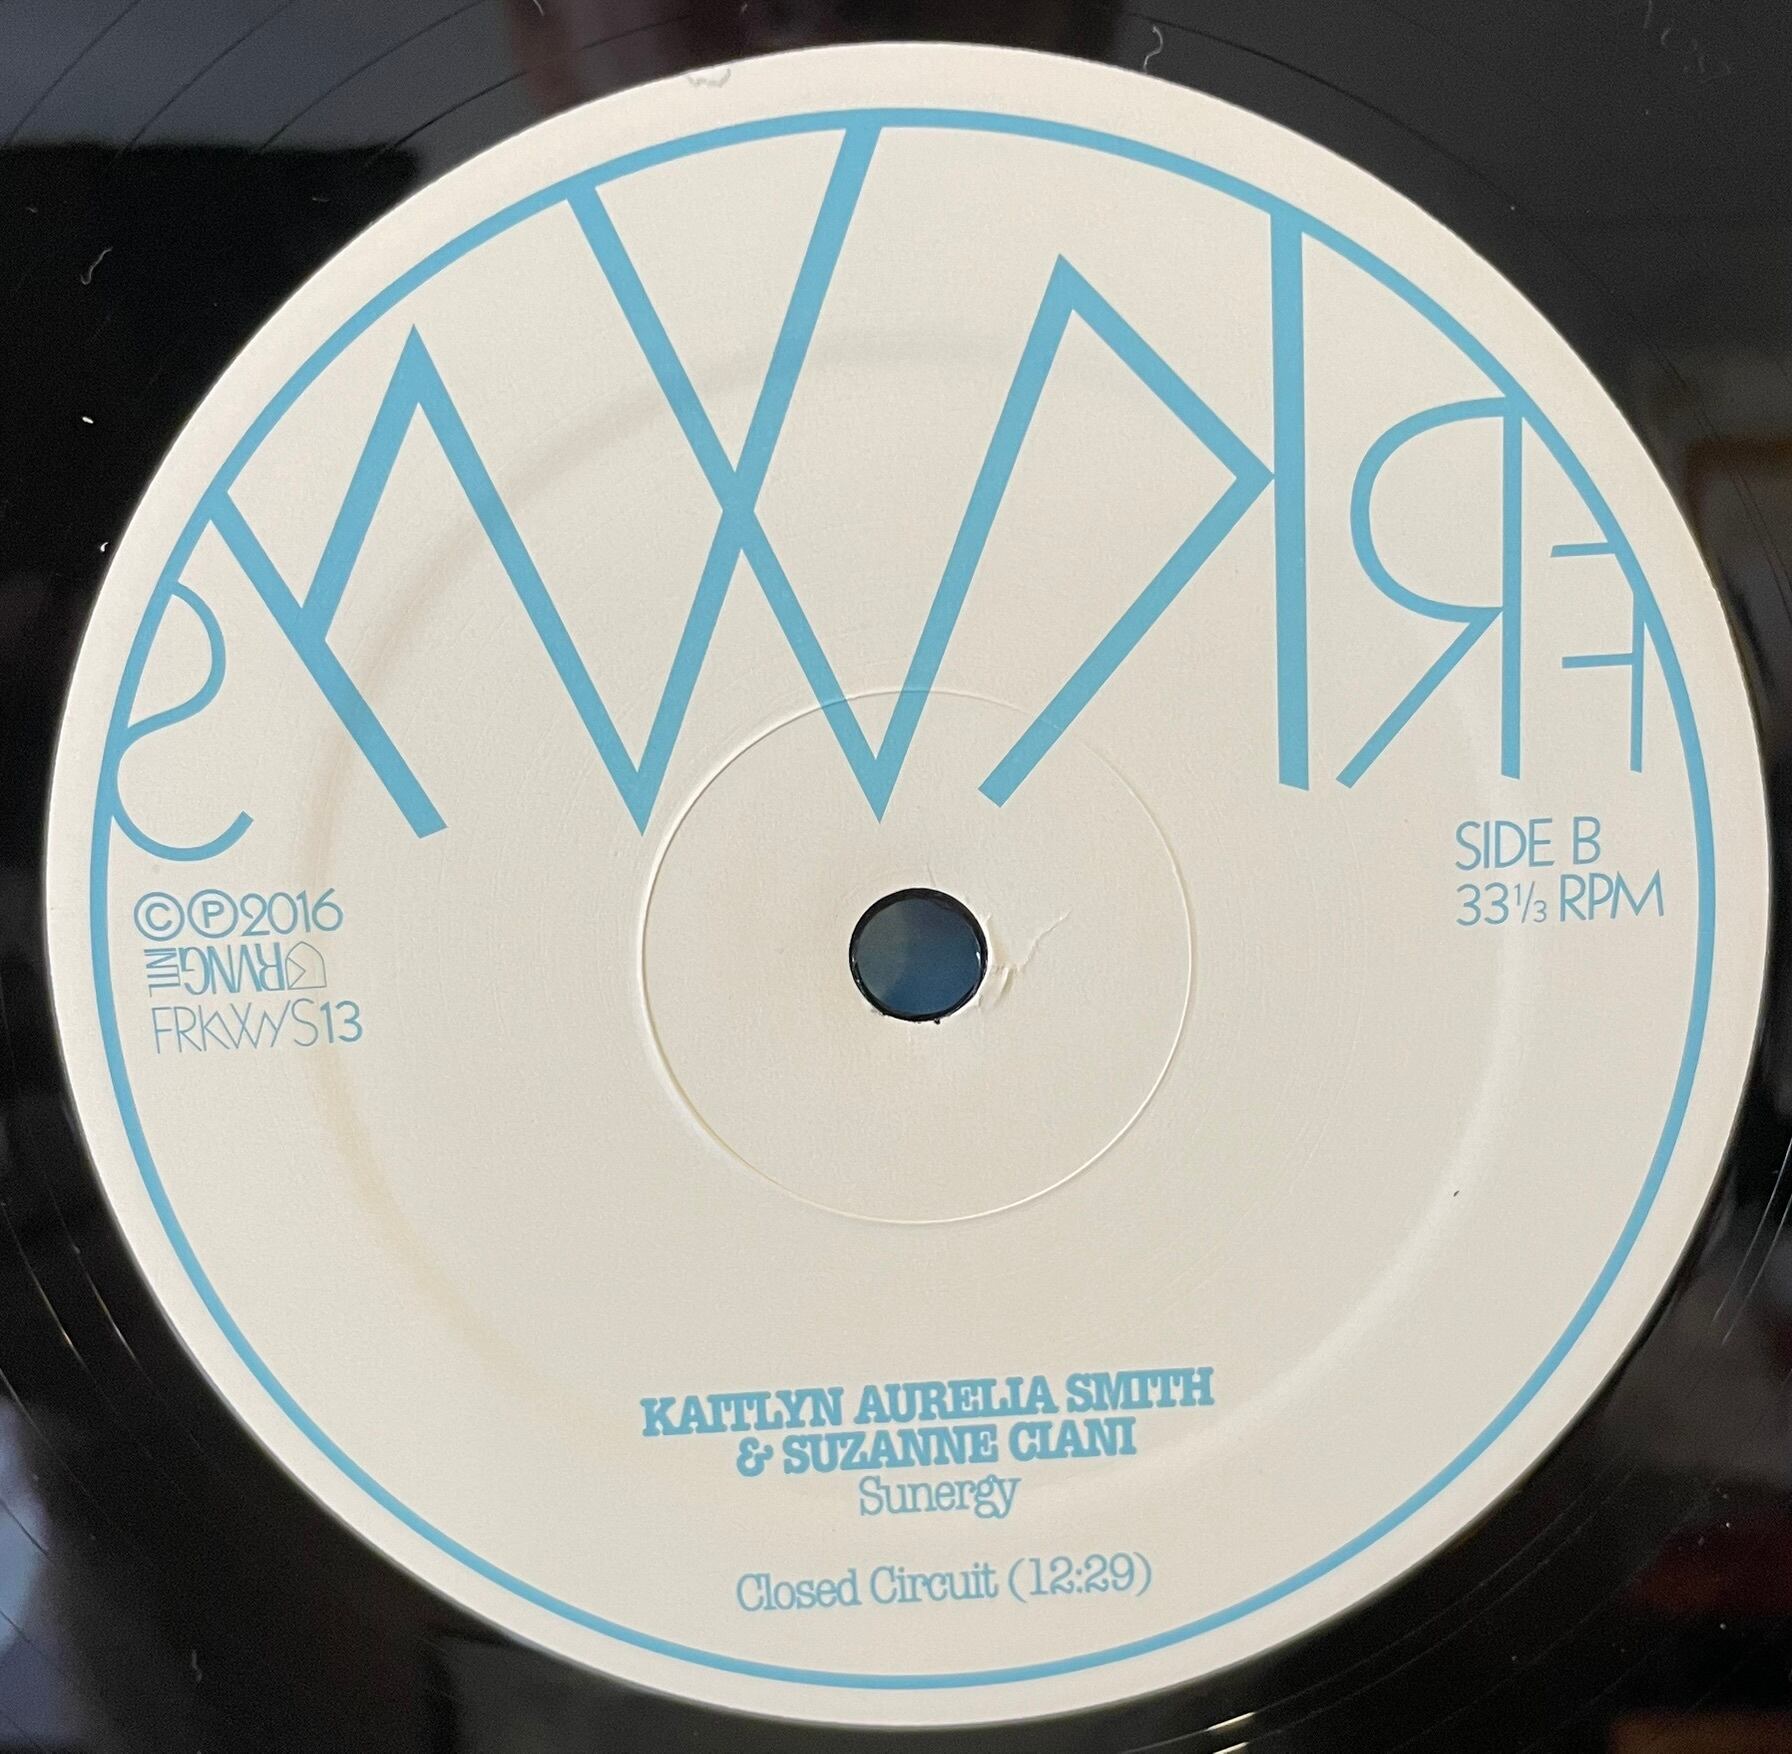 FRKWYS
SIDE B
33⅓ RPM
©℗2016
RVNG INTL
FRKWYS13
KAITLYN AURELIA SMITH
& SUZANNE CIANI
Sunergy
Closed Circuit (12:29)